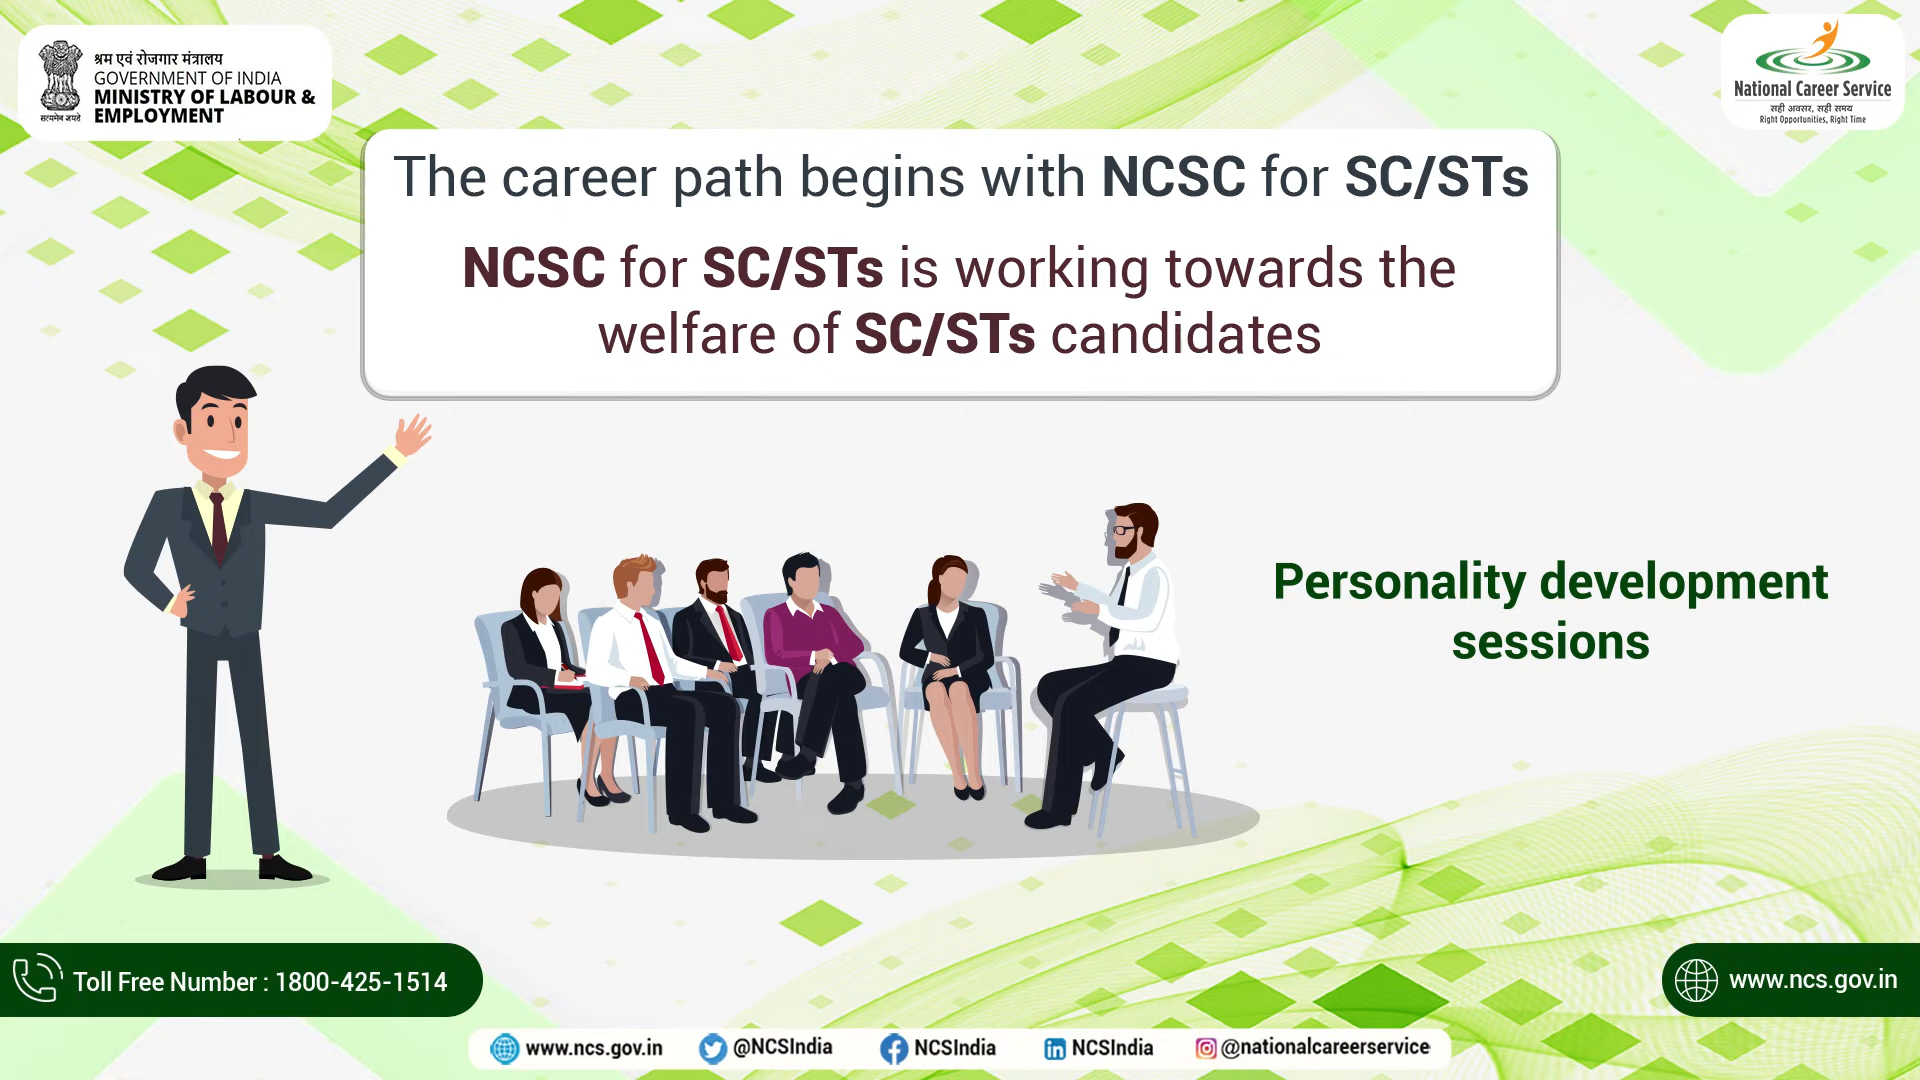 श्रम एवं रोजगार मंत्रालय
GOVERNMENT OF INDIA
MINISTRY OF LABOUR &
EMPLOYMENT
सत्यमेव जयते
National Career Service
सही अवसर, सही समय
Right Opportunities, Right Time
The career path begins with NCSC for SC/STs
NCSC for SC/STs is working towards the
welfare of SC/STs candidates
Personality development
sessions
Toll Free Number : 1800-425-1514
www.ncs.gov.in
www.ncs.gov.in @NCSIndia NCSIndia NCSIndia @nationalcareerservice